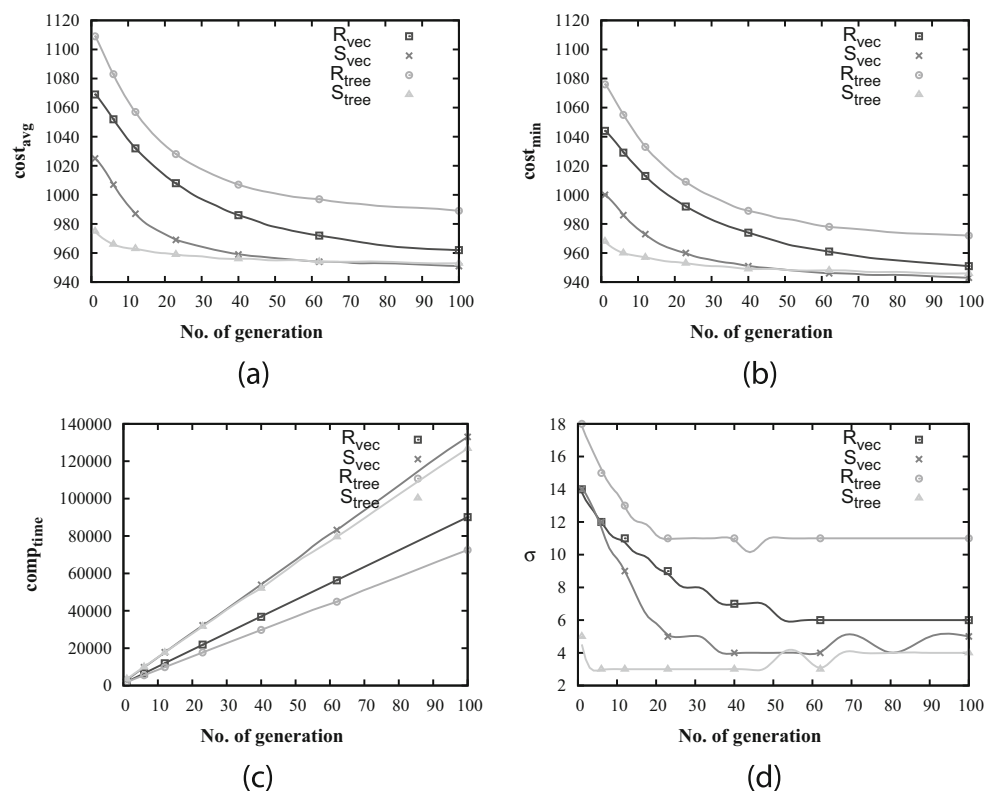 1120
1100
1080
1060
1040
1020
1000
980
960
940
cost_avg
R_vec
S_vec
R_tree
S_tree
0 10 20 30 40 50 60 70 80 90 100
No. of generation
(a)
1120
1100
1080
1060
1040
1020
1000
980
960
940
cost_min
R_vec
S_vec
R_tree
S_tree
0 10 20 30 40 50 60 70 80 90 100
No. of generation
(b)
140000
120000
100000
80000
60000
40000
20000
0
comp_time
R_vec
S_vec
R_tree
S_tree
0 10 20 30 40 50 60 70 80 90 100
No. of generation
(c)
18
16
14
12
10
8
6
4
2
σ
R_vec
S_vec
R_tree
S_tree
0 10 20 30 40 50 60 70 80 90 100
No. of generation
(d)